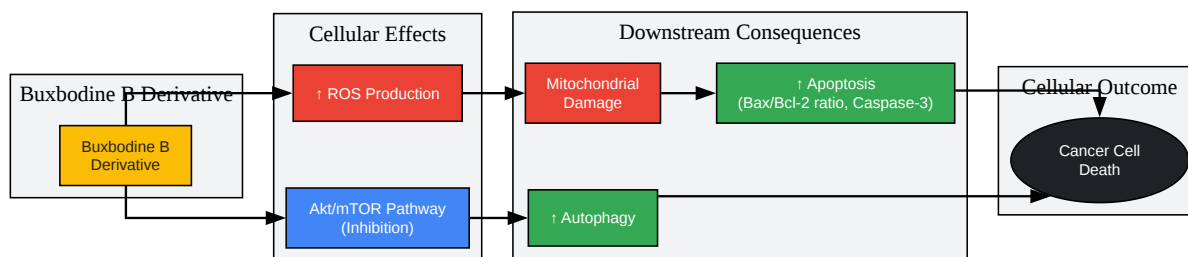 Buxbodine B Derivative
Buxbodine B
Derivative
Cellular Effects
↑ ROS Production
Akt/mTOR Pathway
(Inhibition)
Downstream Consequences
Mitochondrial
Damage
↑ Apoptosis
(Bax/Bcl-2 ratio, Caspase-3)
↑ Autophagy
Cellular Outcome
Cancer Cell
Death